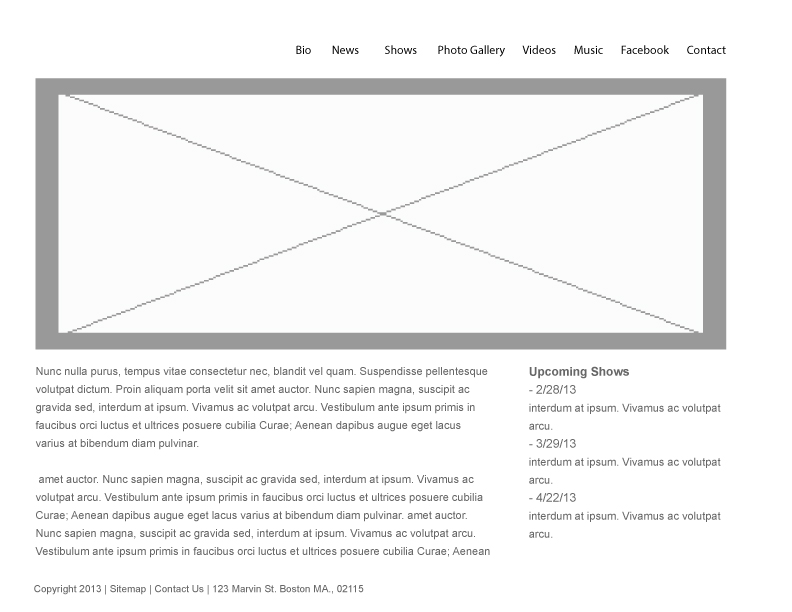 Bio News Shows Photo Gallery Videos Music Facebook Contact
Nunc nulla purus, tempus vitae consectetur nec, blandit vel quam. Suspendisse pellentesque
volutpat dictum. Proin aliquam porta velit sit amet auctor. Nunc sapien magna, suscipit ac
gravida sed, interdum at ipsum. Vivamus ac volutpat arcu. Vestibulum ante ipsum primis in
faucibus orci luctus et ultrices posuere cubilia Curae; Aenean dapibus augue eget lacus
varius at bibendum diam pulvinar.
amet auctor. Nunc sapien magna, suscipit ac gravida sed, interdum at ipsum. Vivamus ac
volutpat arcu. Vestibulum ante ipsum primis in faucibus orci luctus et ultrices posuere cubilia
Curae; Aenean dapibus augue eget lacus varius at bibendum diam pulvinar. amet auctor.
Nunc sapien magna, suscipit ac gravida sed, interdum at ipsum. Vivamus ac volutpat arcu.
Vestibulum ante ipsum primis in faucibus orci luctus et ultrices posuere cubilia Curae; Aenean
Upcoming Shows
- 2/28/13
interdum at ipsum. Vivamus ac volutpat
arcu.
- 3/29/13
interdum at ipsum. Vivamus ac volutpat
arcu.
- 4/22/13
interdum at ipsum. Vivamus ac volutpat
arcu.
Copyright 2013 | Sitemap | Contact Us | 123 Marvin St. Boston MA., 02115